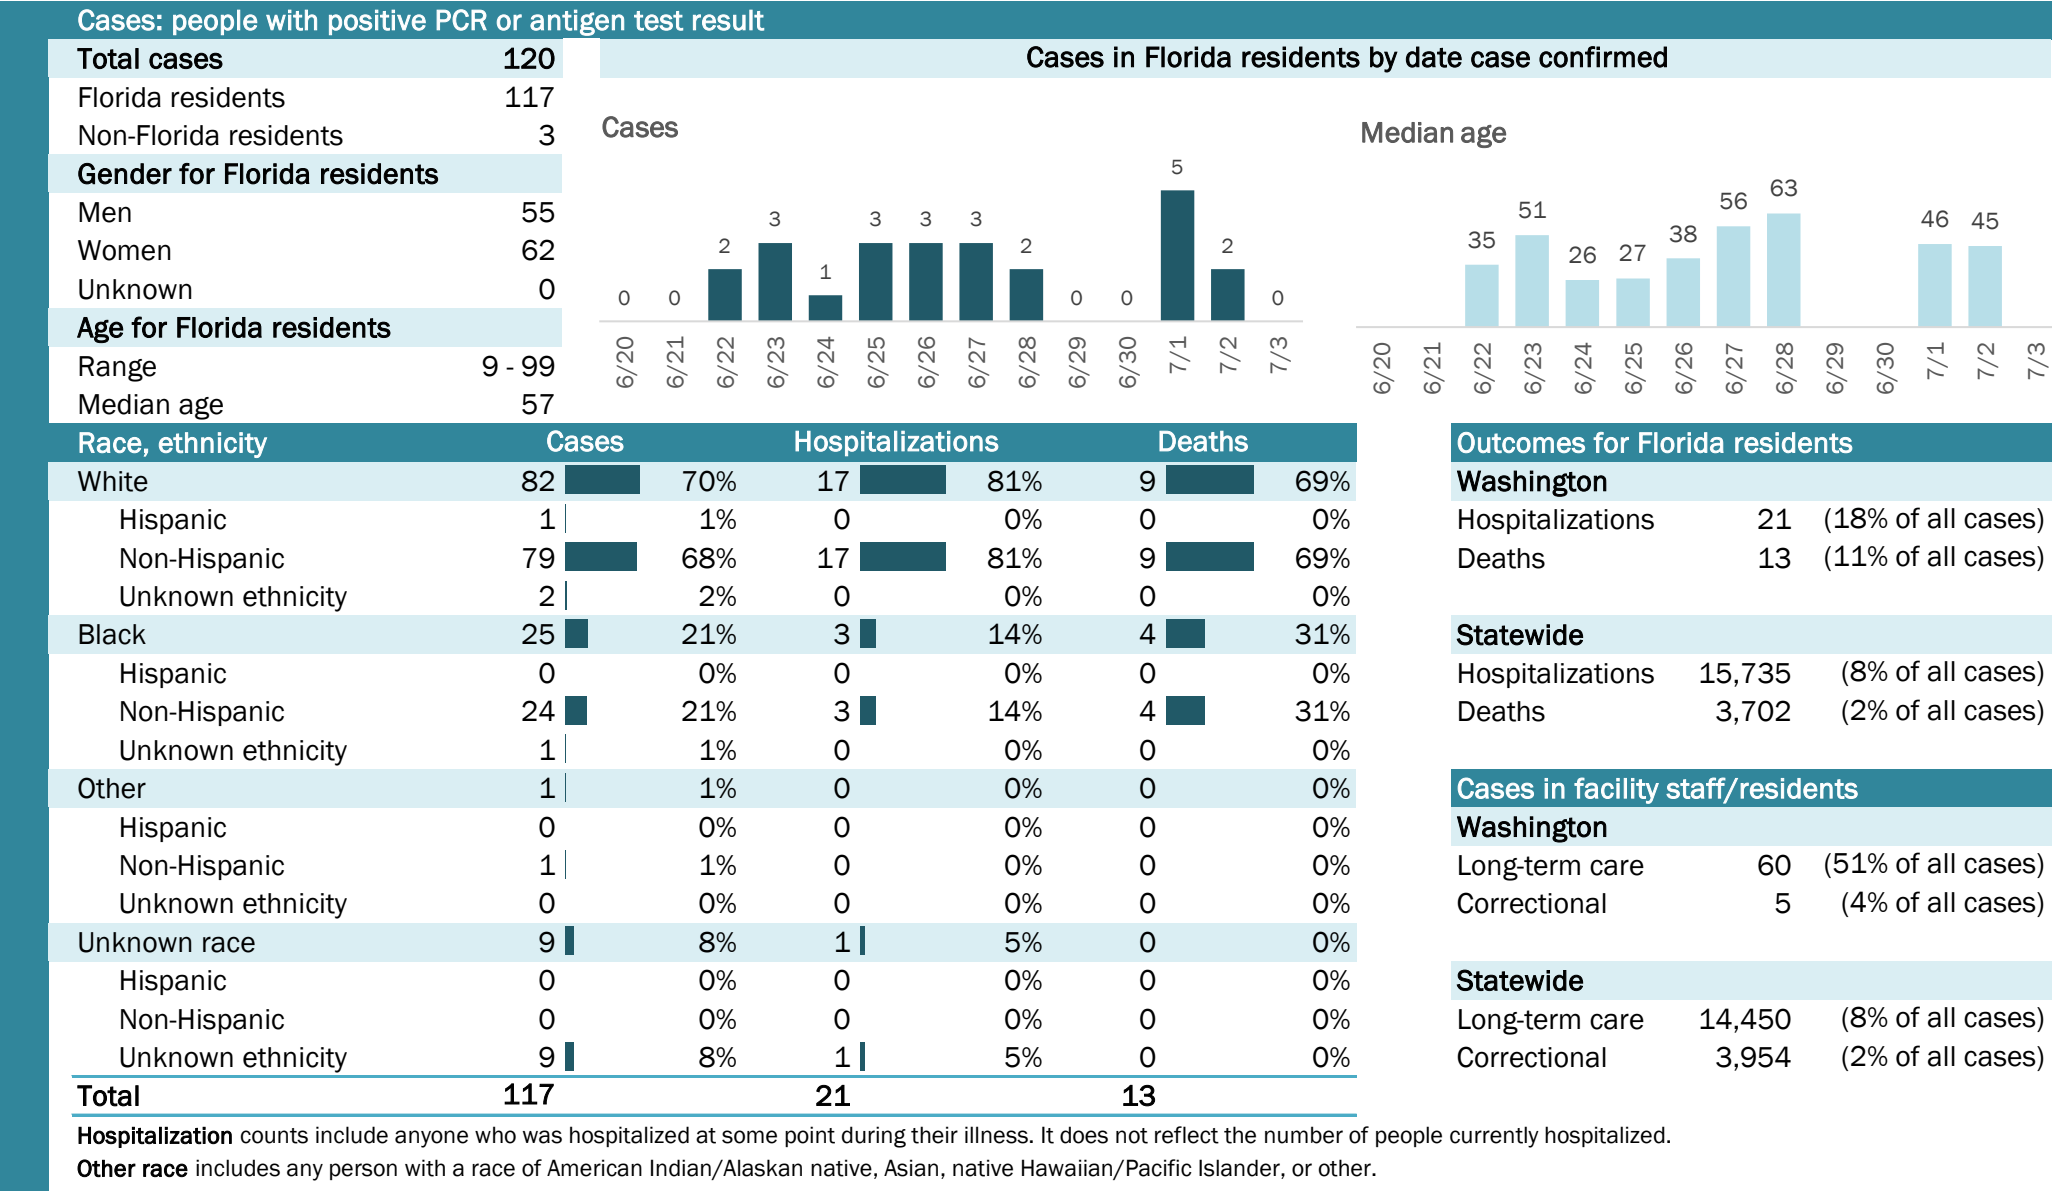 Cases: people with positive PCR or antigen test result
Total cases 120
Florida residents 117
Non-Florida residents 3
Gender for Florida residents
Men 55
Women 62
Unknown 0
Age for Florida residents
Range 9 - 99
Median age 57
Cases in Florida residents by date case confirmed
Cases
0 0 2 3 1 3 3 3 2 0 0 5 2 0
6/20 6/21 6/22 6/23 6/24 6/25 6/26 6/27 6/28 6/29 6/30 7/1 7/2 7/3
Median age
35 51 26 27 38 56 63 46 45
6/20 6/21 6/22 6/23 6/24 6/25 6/26 6/27 6/28 6/29 6/30 7/1 7/2 7/3
Race, ethnicity Cases Hospitalizations Deaths
White 82 70% 17 81% 9 69%
Hispanic 1 1% 0 0% 0 0%
Non-Hispanic 79 68% 17 81% 9 69%
Unknown ethnicity 2 2% 0 0% 0 0%
Black 25 21% 3 14% 4 31%
Hispanic 0 0% 0 0% 0 0%
Non-Hispanic 24 21% 3 14% 4 31%
Unknown ethnicity 1 1% 0 0% 0 0%
Other 1 1% 0 0% 0 0%
Hispanic 0 0% 0 0% 0 0%
Non-Hispanic 1 1% 0 0% 0 0%
Unknown ethnicity 0 0% 0 0% 0 0%
Unknown race 9 8% 1 5% 0 0%
Hispanic 0 0% 0 0% 0 0%
Non-Hispanic 0 0% 0 0% 0 0%
Unknown ethnicity 9 8% 1 5% 0 0%
Total 117 21 13
Outcomes for Florida residents
Washington
Hospitalizations 21 (18% of all cases)
Deaths 13 (11% of all cases)
Statewide
Hospitalizations 15,735 (8% of all cases)
Deaths 3,702 (2% of all cases)
Cases in facility staff/residents
Washington
Long-term care 60 (51% of all cases)
Correctional 5 (4% of all cases)
Statewide
Long-term care 14,450 (8% of all cases)
Correctional 3,954 (2% of all cases)
Hospitalization counts include anyone who was hospitalized at some point during their illness. It does not reflect the number of people currently hospitalized.
Other race includes any person with a race of American Indian/Alaskan native, Asian, native Hawaiian/Pacific Islander, or other.